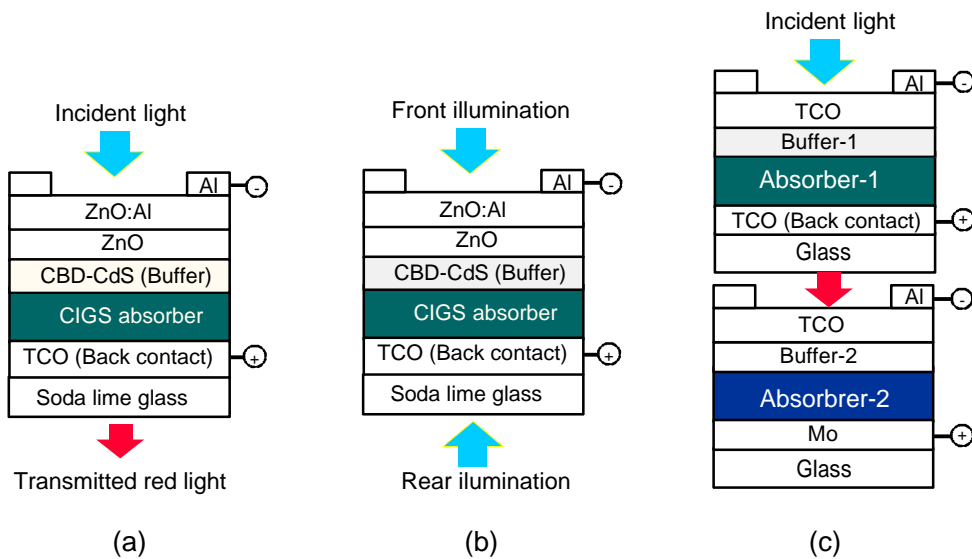 Incident light
Al
-
ZnO:Al
ZnO
CBD-CdS (Buffer)
CIGS absorber
TCO (Back contact)
+
Soda lime glass
Transmitted red light
(a)
Front illumination
Al
-
ZnO:Al
ZnO
CBD-CdS (Buffer)
CIGS absorber
TCO (Back contact)
+
Soda lime glass
Rear ilumination
(b)
Incident light
Al
-
TCO
Buffer-1
Absorber-1
TCO (Back contact)
+
Glass
Al
-
TCO
Buffer-2
Absorbrer-2
Mo
+
Glass
(c)